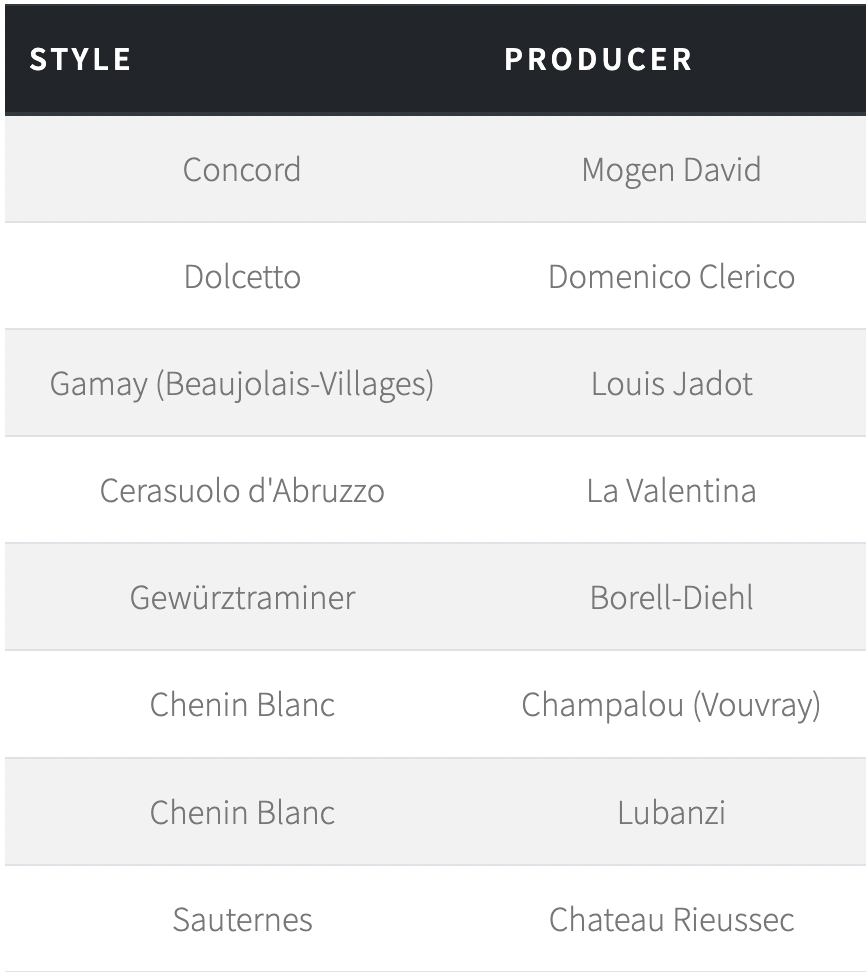 STYLE PRODUCER
Concord Mogen David
Dolcetto Domenico Clerico
Gamay (Beaujolais-Villages) Louis Jadot
Cerasuolo d'Abruzzo La Valentina
Gewürztraminer Borell-Diehl
Chenin Blanc Champalou (Vouvray)
Chenin Blanc Lubanzi
Sauternes Chateau Rieussec